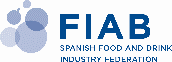 FIAB
SPANISH FOOD AND DRINK
INDUSTRY FEDERATION